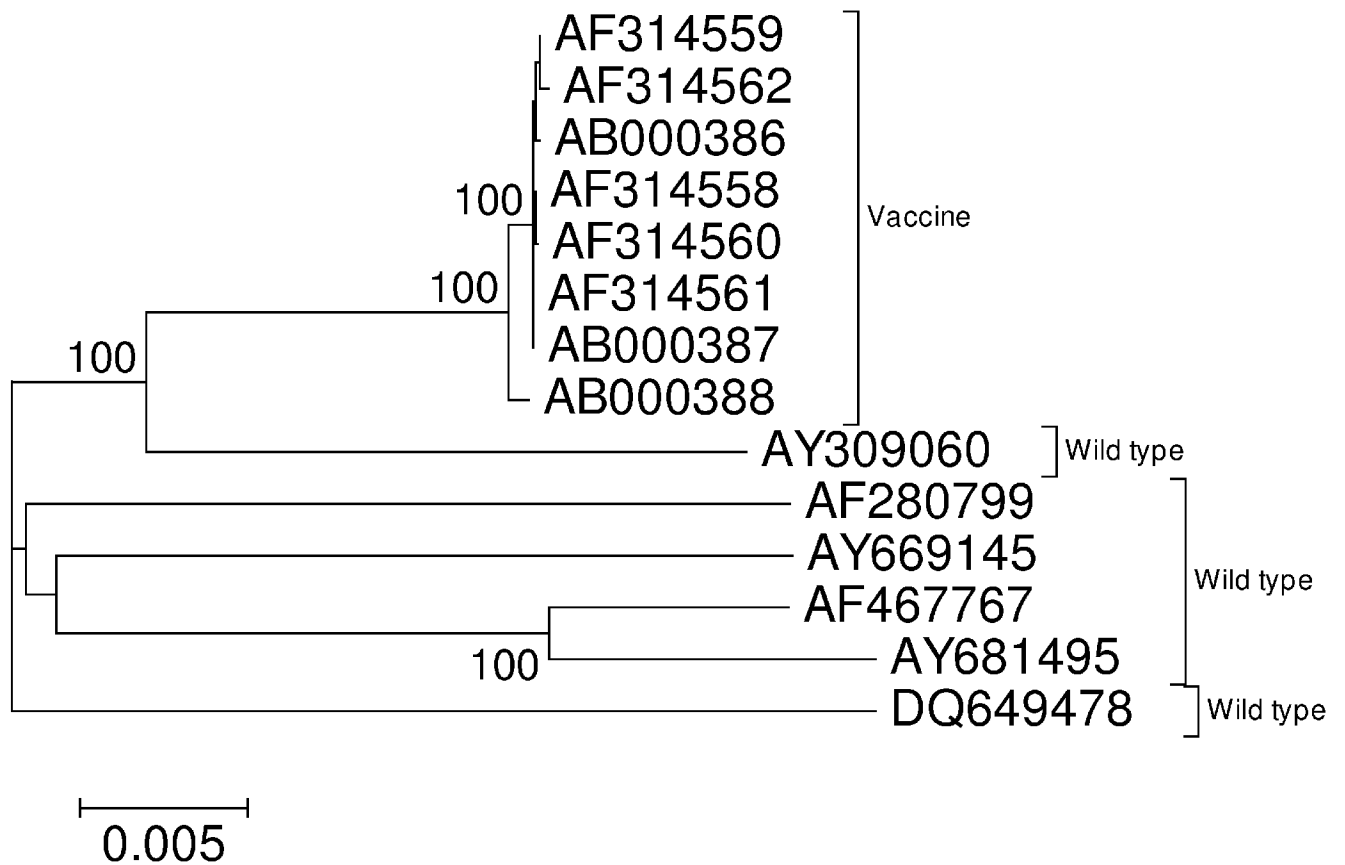 AF314559
AF314562
AB000386
100
AF314558
Vaccine
AF314560
100
AF314561
100
AB000387
AB000388
AY309060
Wild type
AF280799
AY669145
Wild type
AF467767
100
AY681495
DQ649478
Wild type
0.005